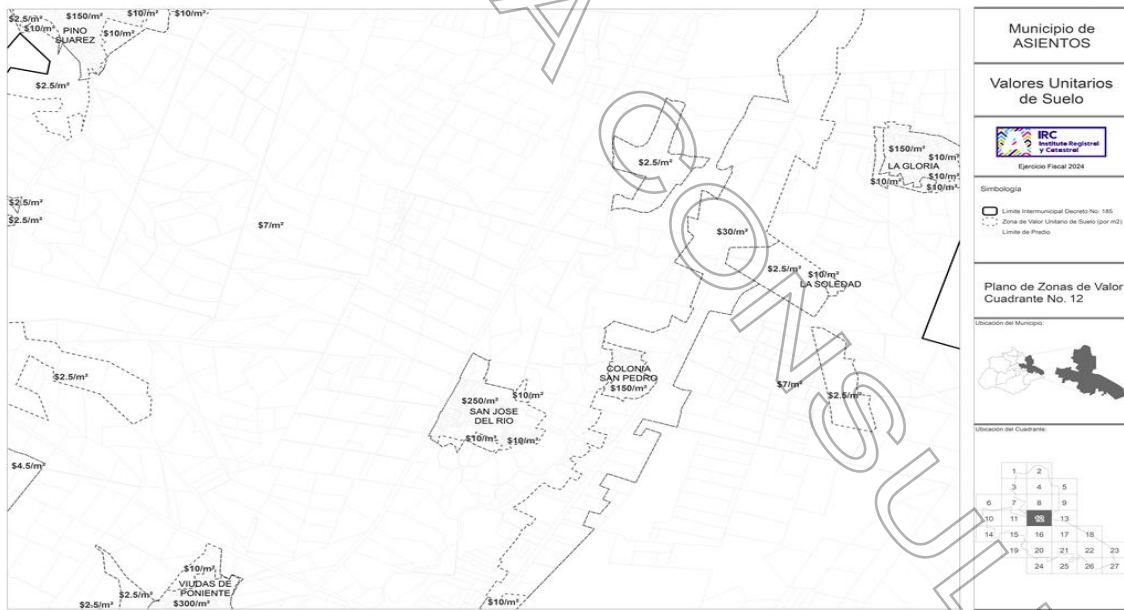 $2.5/m²
$150/m²
$10/m²
$10/m²
$10/m²
PINO
SUAREZ
$10/m²
$2.5/m²
$2.5/m²
$2.5/m²
$7/m²
$2.5/m²
$150/m²
LA GLORIA
$10/m²
$10/m²
$10/m²
$10/m²
$30/m²
$2.5/m²
$10/m²
LA SOLEDAD
$2.5/m²
COLONIA
SAN PEDRO
$150/m²
$7/m²
$2.5/m²
$250/m²
$10/m²
SAN JOSE
DEL RIO
$10/m²
$10/m²
$4.5/m²
$10/m²
VIUDAS DE
PONIENTE
$300/m²
$2.5/m²
$2.5/m²
$10/m²
A CONSUL
Municipio de
ASIENTOS
Valores Unitarios
de Suelo
IRC
Instituto Registral
y Catastral
Ejercicio Fiscal 2024
Simbología
Límite Intermunicipal Decreto No. 185
Zona de Valor Unitario de Suelo (por m2)
Límite de Predio
Plano de Zonas de Valor
Cuadrante No. 12
Ubicación del Municipio:
Ubicación del Cuadrante:
1 2
3 4 5
6 7 8 9
10 11 12 13
14 15 16 17 18
19 20 21 22 23
24 25 26 27